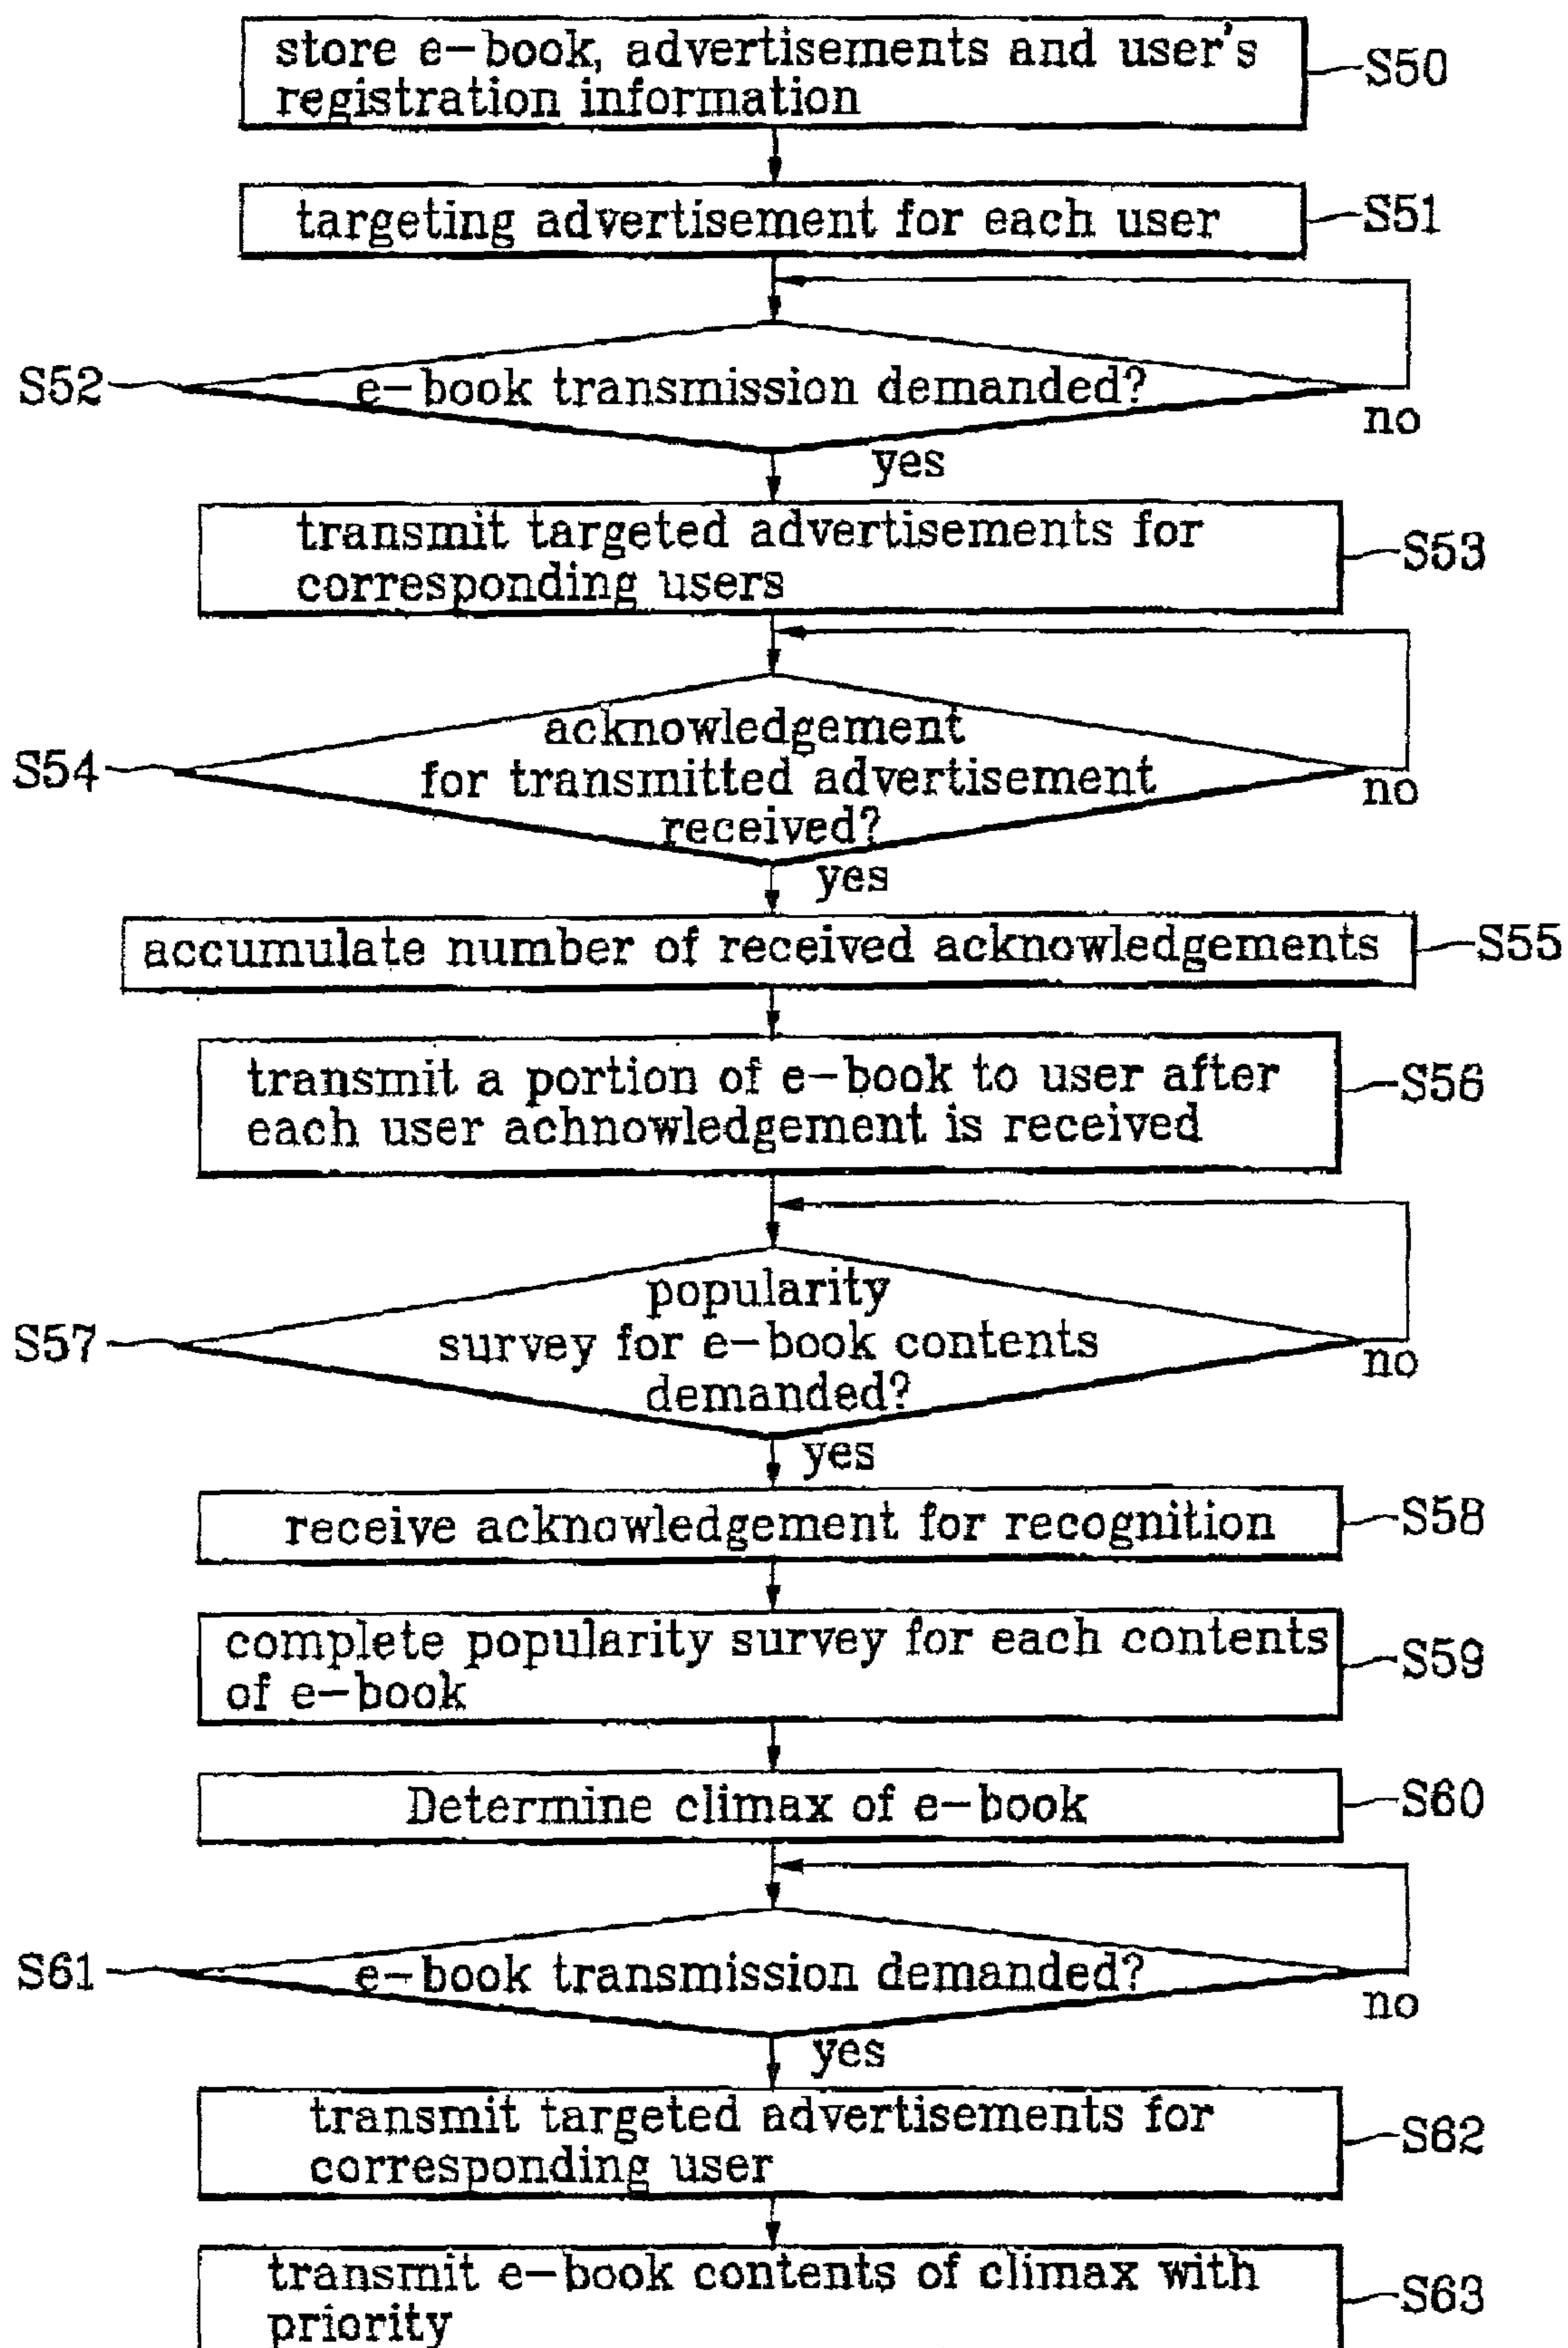 store e-book, advertisements and user's
registration information
S50
targeting advertisement for each user
S51
S52
e-book transmission demanded?
no
yes
transmit targeted advertisements for
corresponding users
S53
acknowledgement
for transmitted advertisement
received?
S54
no
yes
accumulate number of received acknowledgements
S55
transmit a portion of e-book to user after
each user achnowledgement is received
S56
popularity
survey for e-book contents
demanded?
S57
no
yes
receive acknowledgement for recognition
S58
complete popularity survey for each contents
of e-book
S59
Determine climax of e-book
S60
S61
e-book transmission demanded?
no
yes
transmit targeted advertisements for
corresponding user
S62
transmit e-book contents of climax with
priority
S63